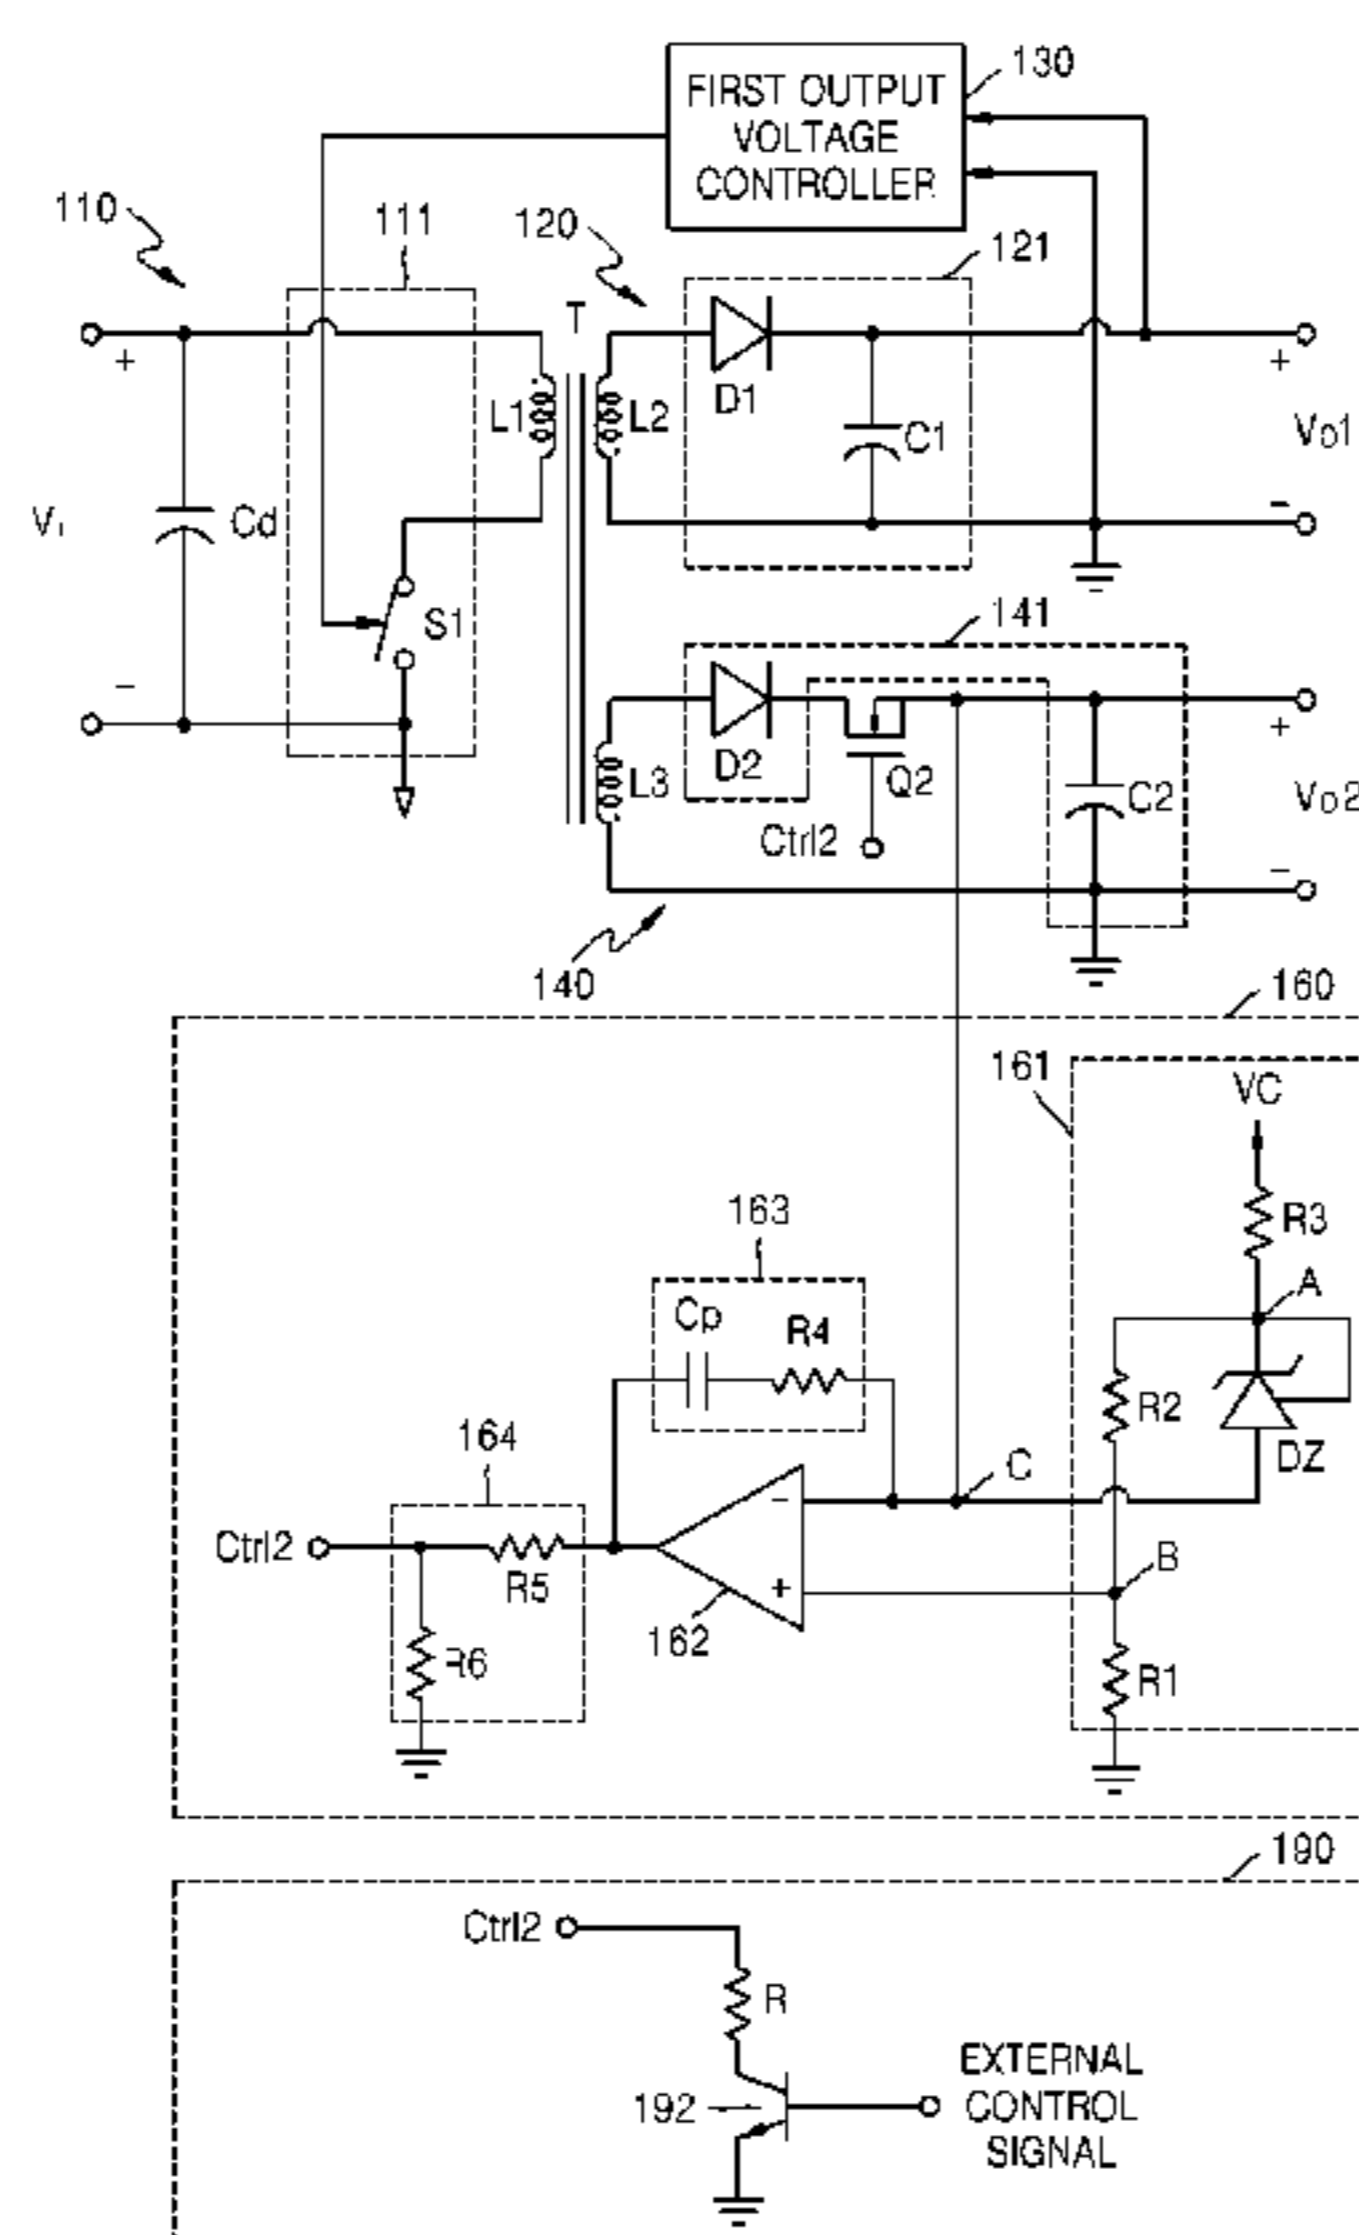 130
FIRST OUTPUT
VOLTAGE
CONTROLLER
110
111
120
121
T
+
D1
+
L1
L2
C1
Vo1
Vi
Cd
−
S1
141
−
+
D2
Q2
L3
C2
Vo2
Ctrl2
−
140
160
161
VC
163
R3
A
Cp
R4
R2
164
DZ
C
−
Ctrl2
R5
B
+
162
R6
R1
190
Ctrl2
R
EXTERNAL
192
CONTROL
SIGNAL